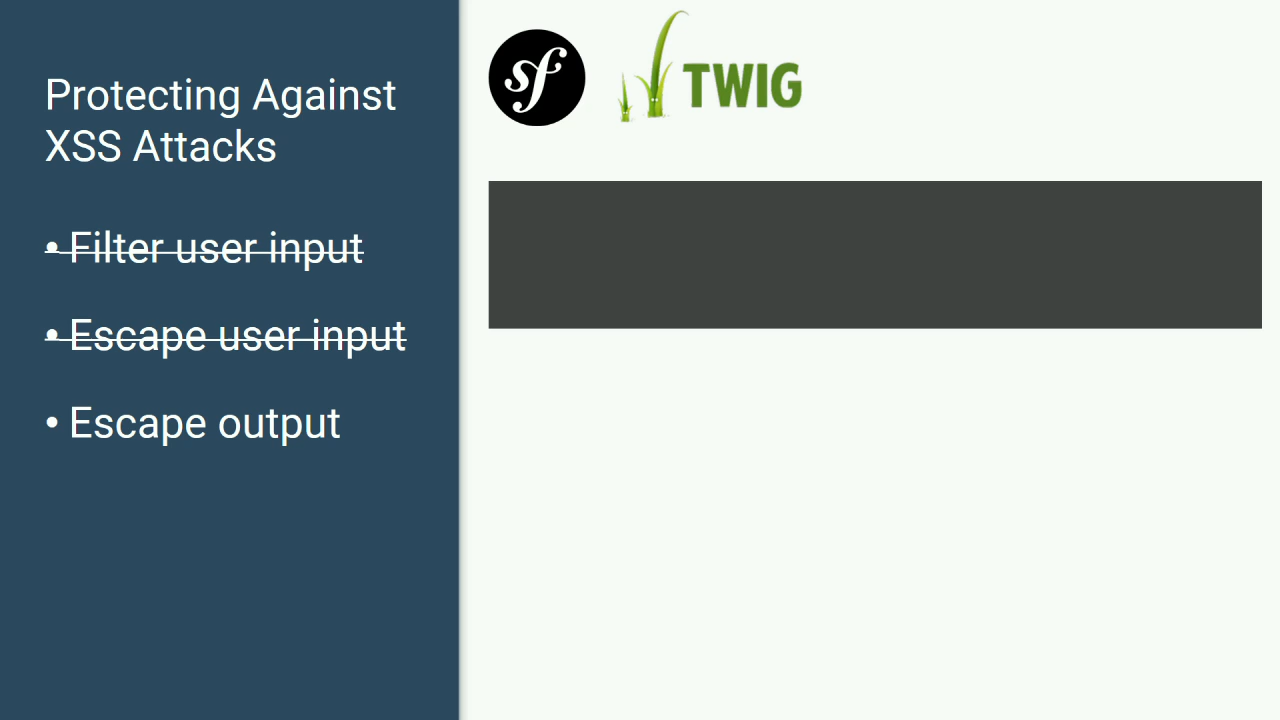 Protecting Against
XSS Attacks
• Filter user input
• Escape user input
• Escape output
sf
TWIG